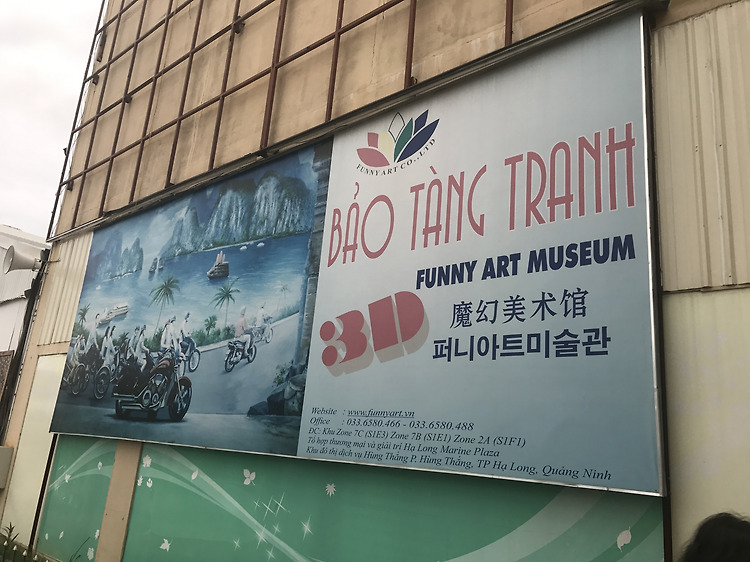 FUNNY ART CO., LTD
BẢO TÀNG TRANH
3D
FUNNY ART MUSEUM
魔幻美术馆
퍼니아트미술관
Website : www.funnyart.vn
Office : 033.6580.466 - 033.6580.488
ĐC: Khu Zone 7C (S1E3) Zone 7B (S1E1) Zone 2A (S1F1)
Tổ hợp thương mại và giải trí Hạ Long Marine Plaza
Khu đô thị dịch vụ Hùng Thắng P. Hùng Thắng, TP Hạ Long, Quảng Ninh